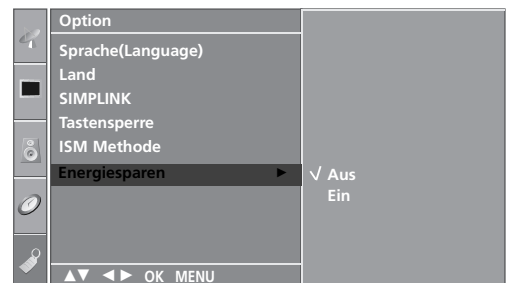 Option
Sprache(Language)
Land
SIMPLINK
Tastensperre
ISM Methode
Energiesparen ►
√ Aus
Ein
▲▼ ◄► OK MENU